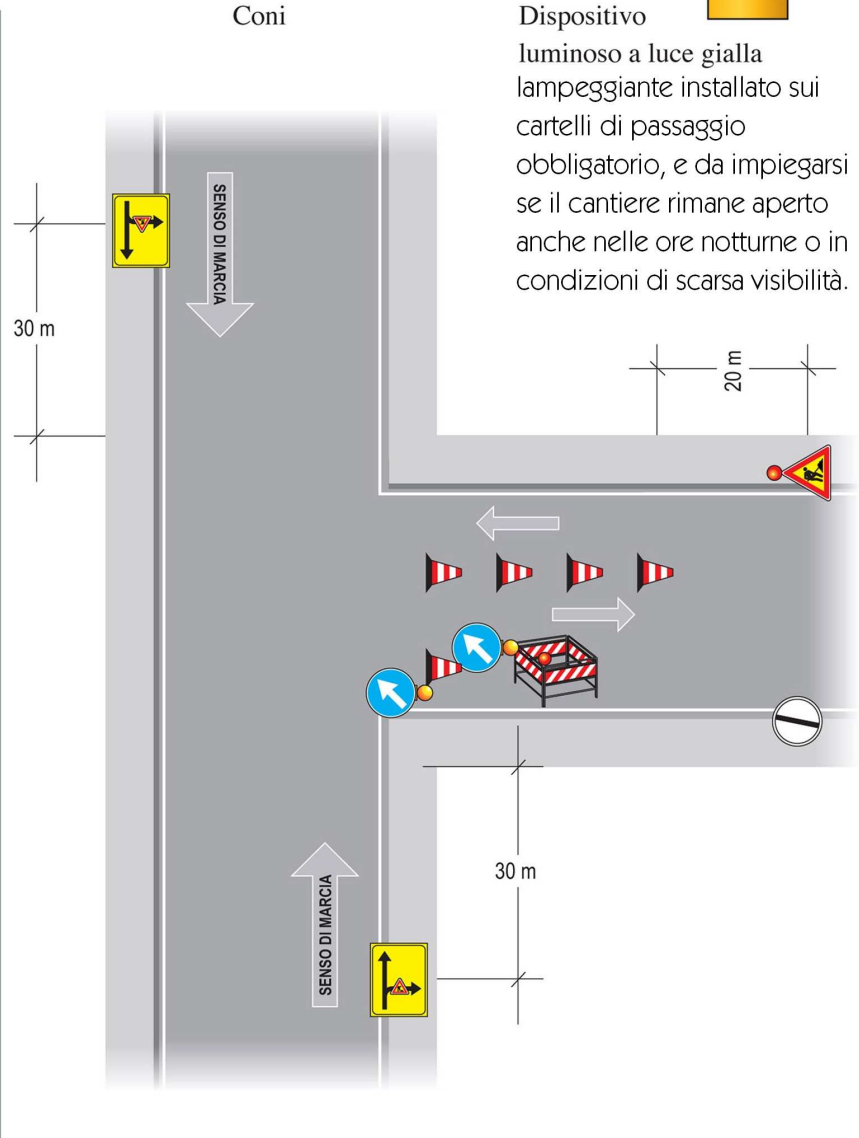 Coni
Dispositivo
luminoso a luce gialla
lampeggiante installato sui
cartelli di passaggio
obbligatorio, e da impiegarsi
se il cantiere rimane aperto
anche nelle ore notturne o in
condizioni di scarsa visibilità.
SENSO DI MARCIA
30 m
20 m
30 m
SENSO DI MARCIA